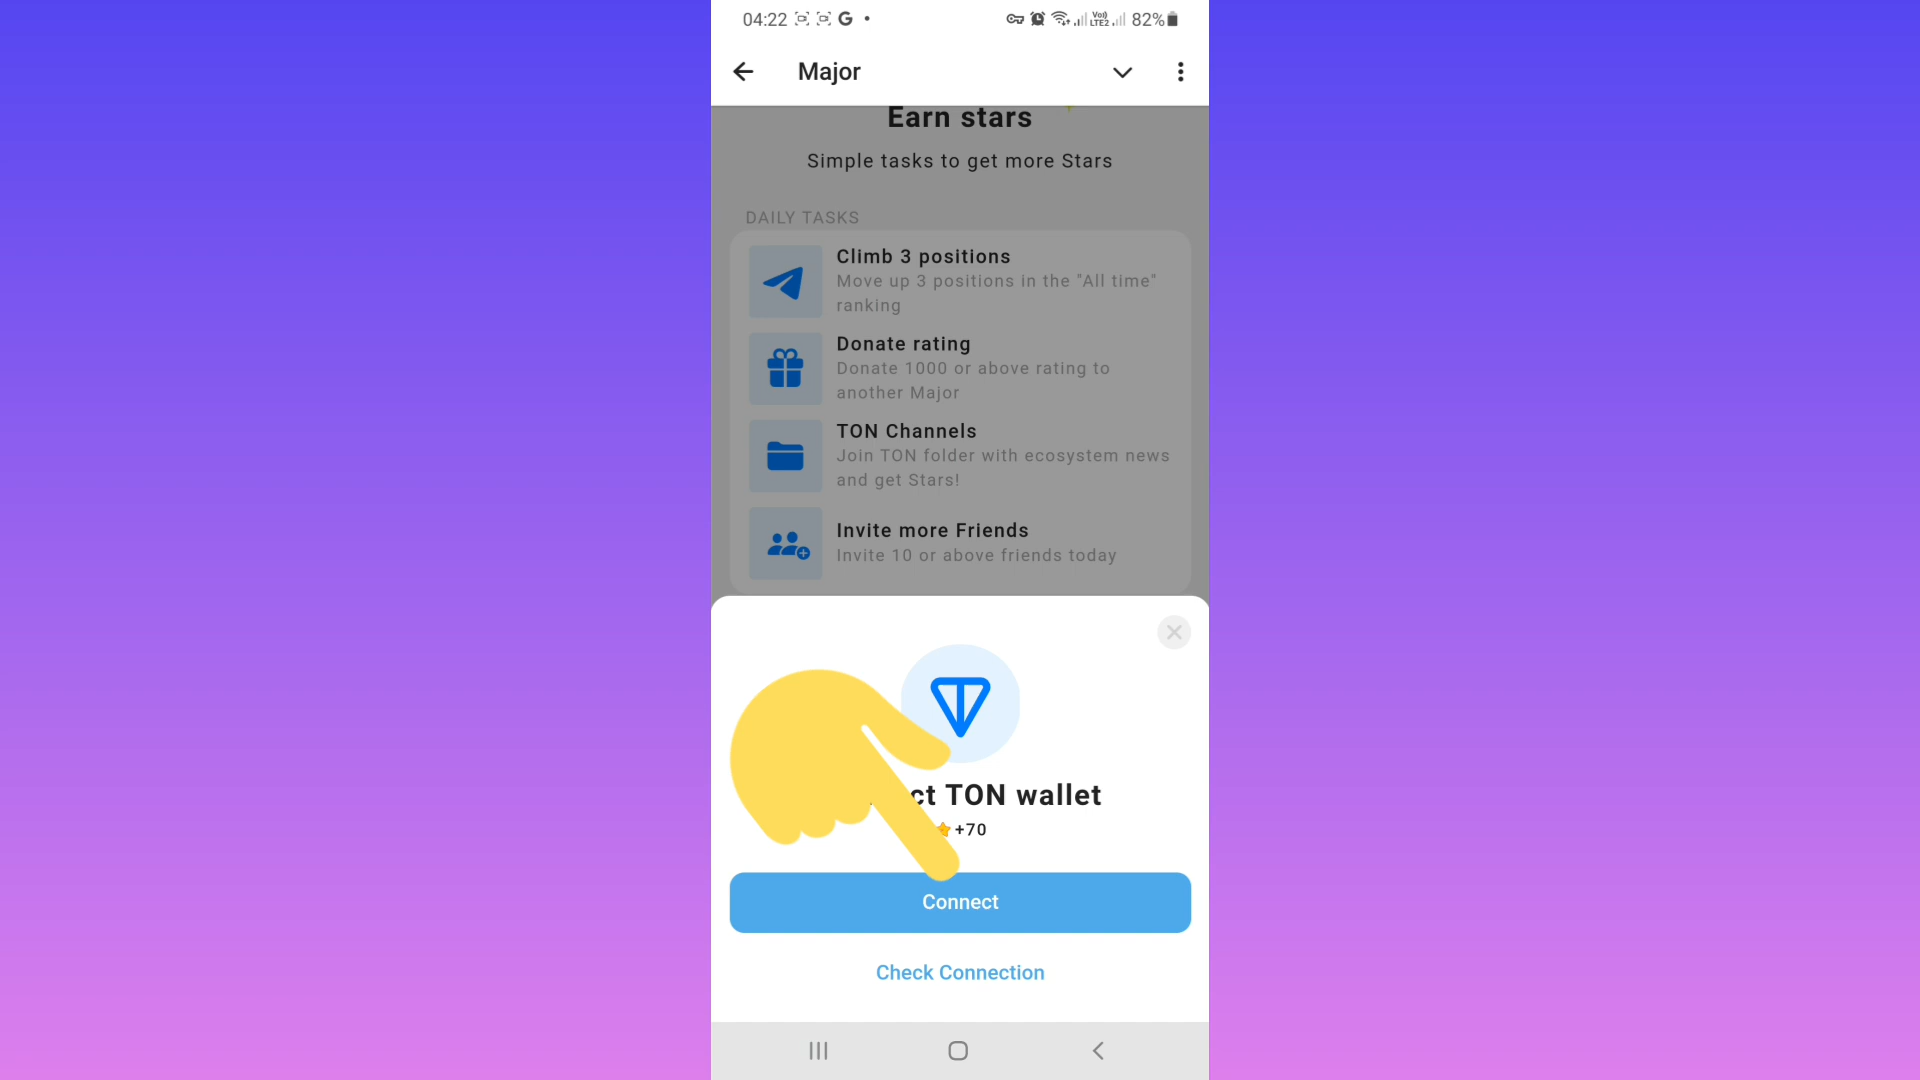 04:22
G
Vo))
LTE2
82%
Major
Earn stars
Simple tasks to get more Stars
DAILY TASKS
Climb 3 positions
Move up 3 positions in the "All time"
ranking
Donate rating
Donate 1000 or above rating to
another Major
TON Channels
Join TON folder with ecosystem news
and get Stars!
Invite more Friends
Invite 10 or above friends today
ct TON wallet
+70
Connect
Check Connection